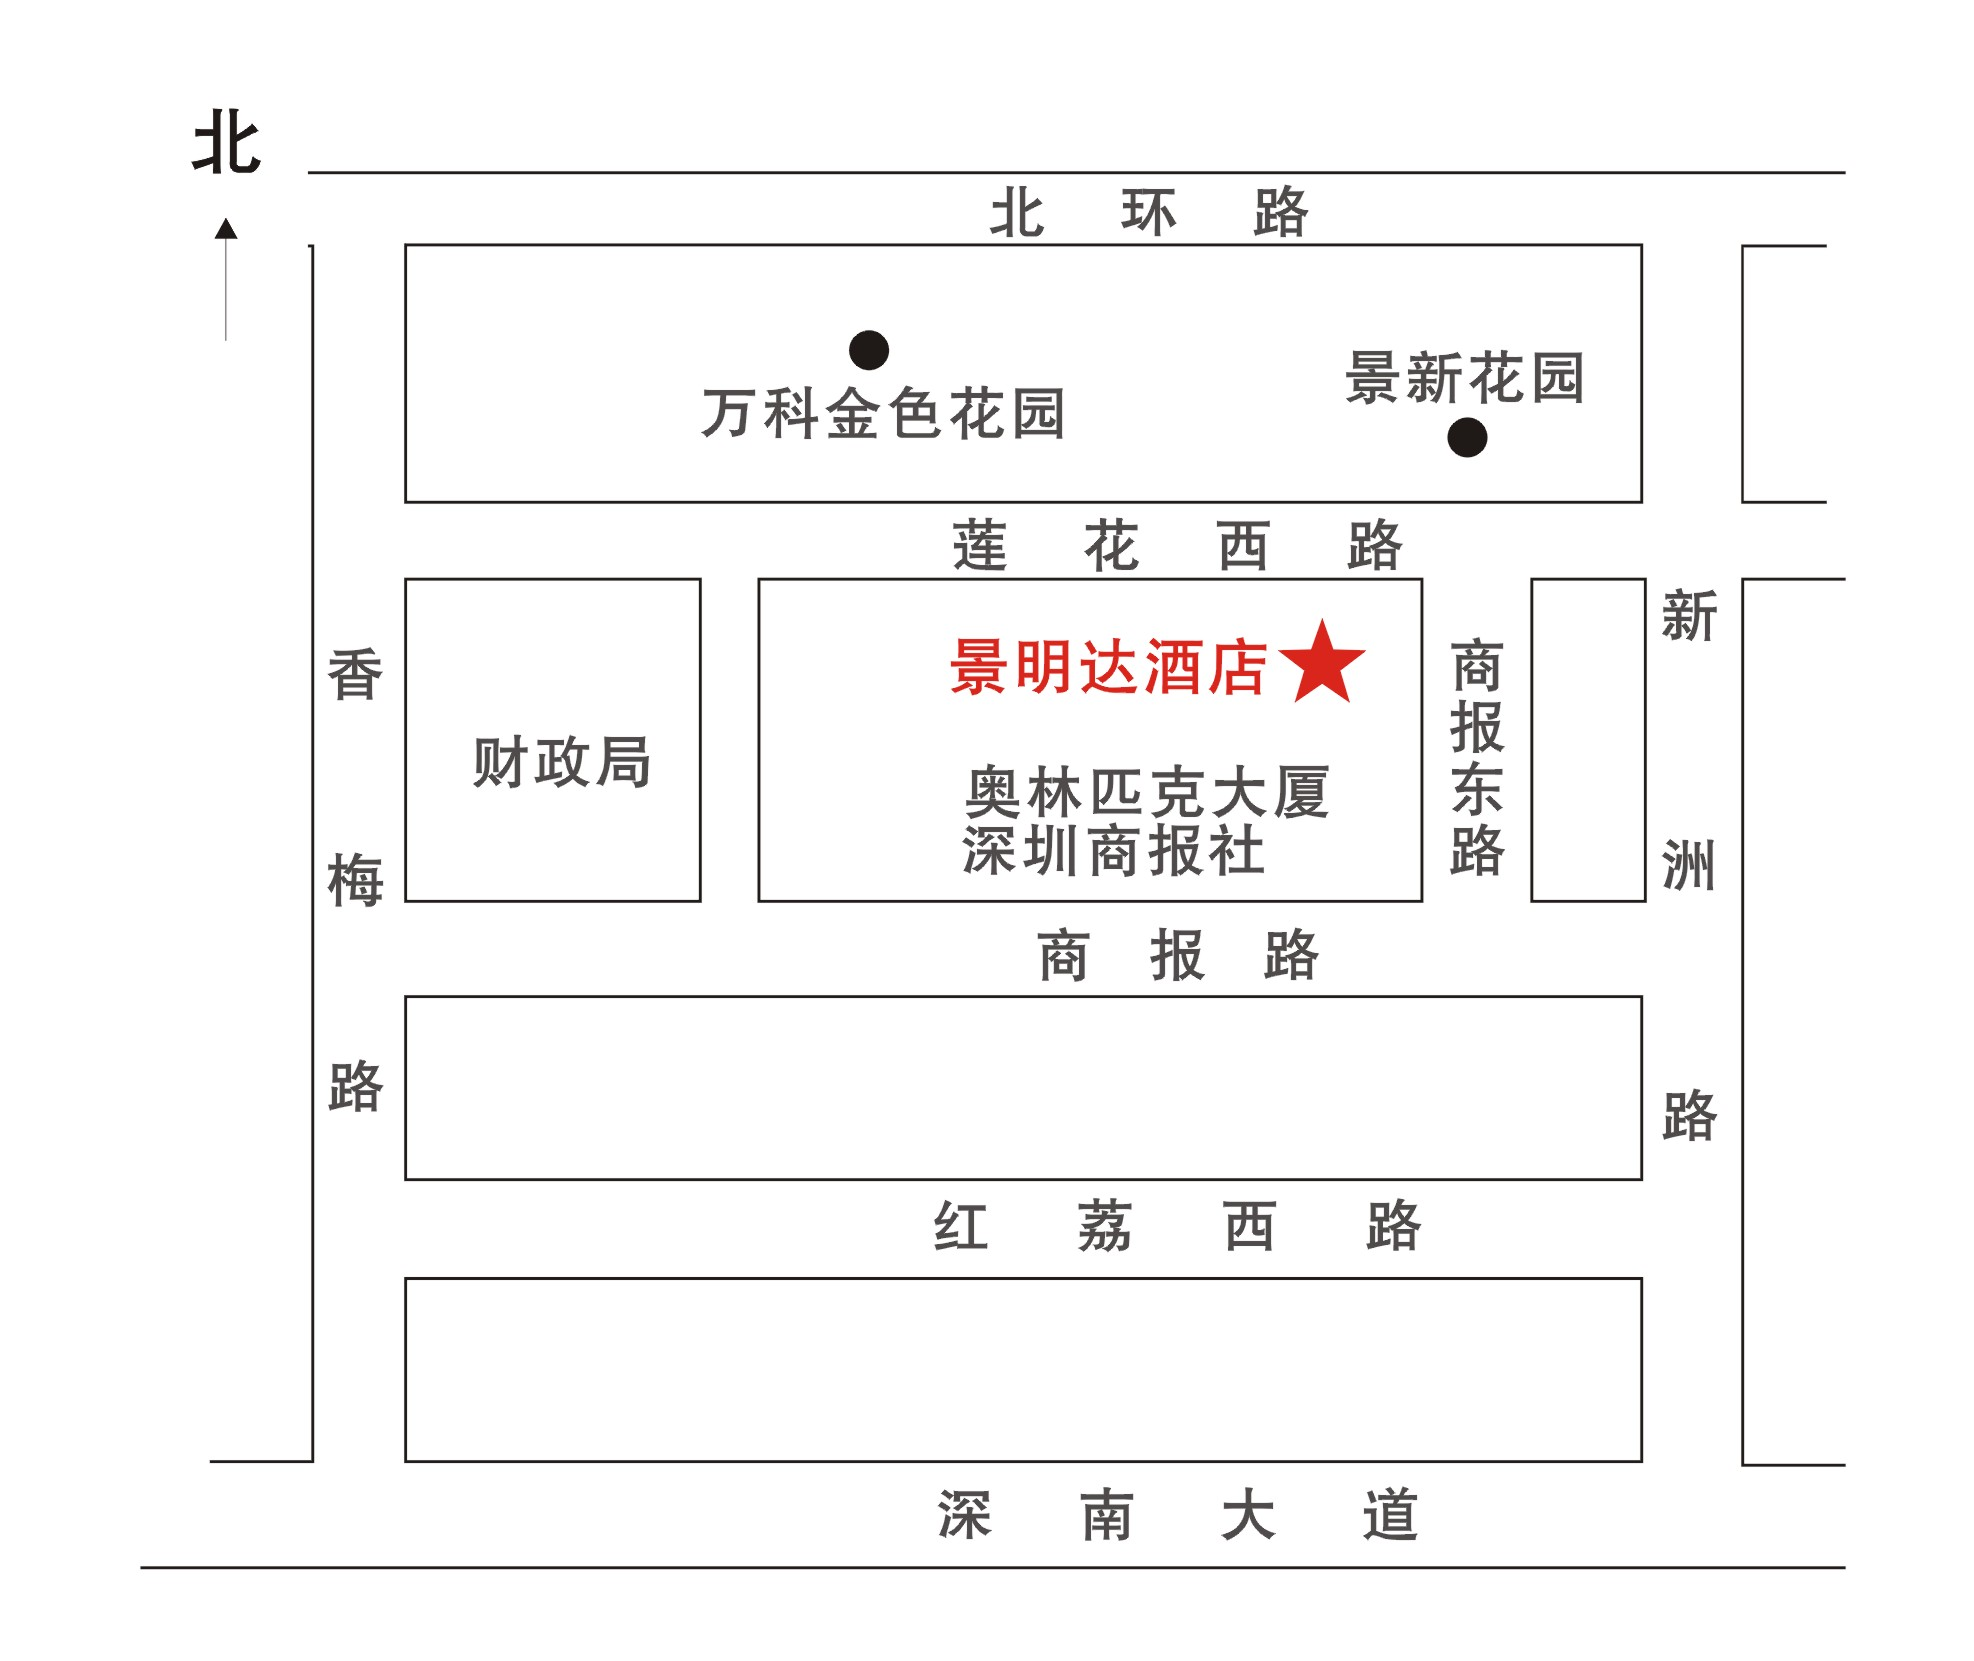 北
北环路
万科金色花园
景新花园
莲花西路
香梅路
财政局
景明达酒店
奥林匹克大厦
深圳商报社
商报东路
新洲路
商报路
红荔西路
深南大道